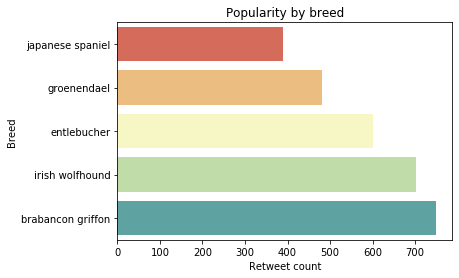 Popularity by breed
Breed
japanese spaniel
groenendael
entlebucher
irish wolfhound
brabancon griffon
0 100 200 300 400 500 600 700
Retweet count